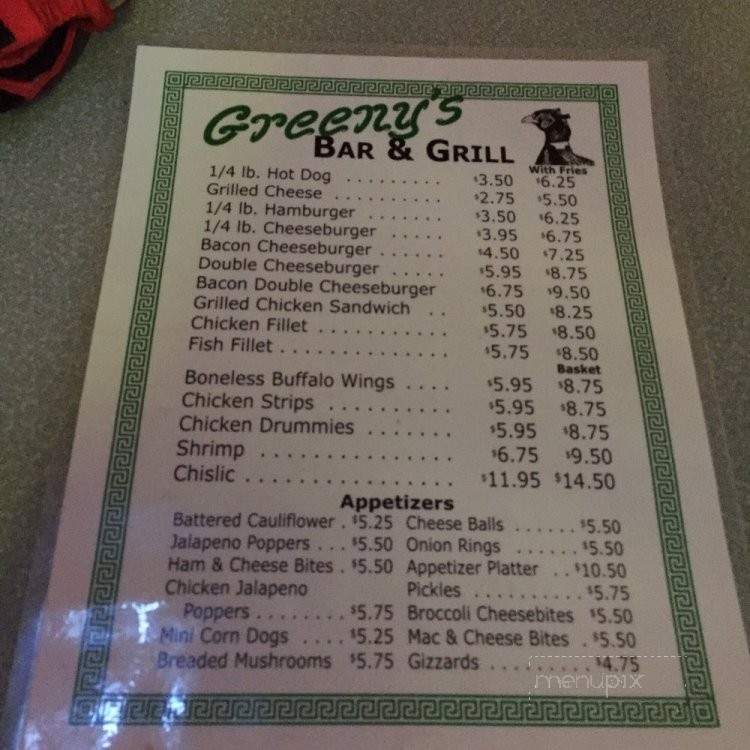 Greeny's
BAR & GRILL
With Fries
1/4 lb. Hot Dog . . . . . . . . . $3.50 $6.25
Grilled Cheese . . . . . . . . . $2.75 $5.50
1/4 lb. Hamburger . . . . . . . $3.50 $6.25
1/4 lb. Cheeseburger . . . . . $3.95 $6.75
Bacon Cheeseburger . . . . . . $4.50 $7.25
Double Cheeseburger . . . . . $5.95 $8.75
Bacon Double Cheeseburger $6.75 $9.50
Grilled Chicken Sandwich . . $5.50 $8.25
Chicken Fillet . . . . . . . . . . . . $5.75 $8.50
Fish Fillet . . . . . . . . . . . . . . . $5.75 $8.50
Basket
Boneless Buffalo Wings . . . . $5.95 $8.75
Chicken Strips . . . . . . . . . . $5.95 $8.75
Chicken Drummies . . . . . . . $5.95 $8.75
Shrimp . . . . . . . . . . . . . . . $6.75 $9.50
Chislic . . . . . . . . . . . . . . . . $11.95 $14.50
Appetizers
Battered Cauliflower . $5.25 Cheese Balls . . . . . . $5.50
Jalapeno Poppers . . . $5.50 Onion Rings . . . . . . $5.50
Ham & Cheese Bites . $5.50 Appetizer Platter . . $10.50
Chicken Jalapeno Pickles . . . . . . . . . . $5.75
Poppers . . . . . . . . $5.75 Broccoli Cheesebites $5.50
Mini Corn Dogs . . . . $5.25 Mac & Cheese Bites . $5.50
Breaded Mushrooms $5.75 Gizzards . . . . . . . . . $4.75
menupix